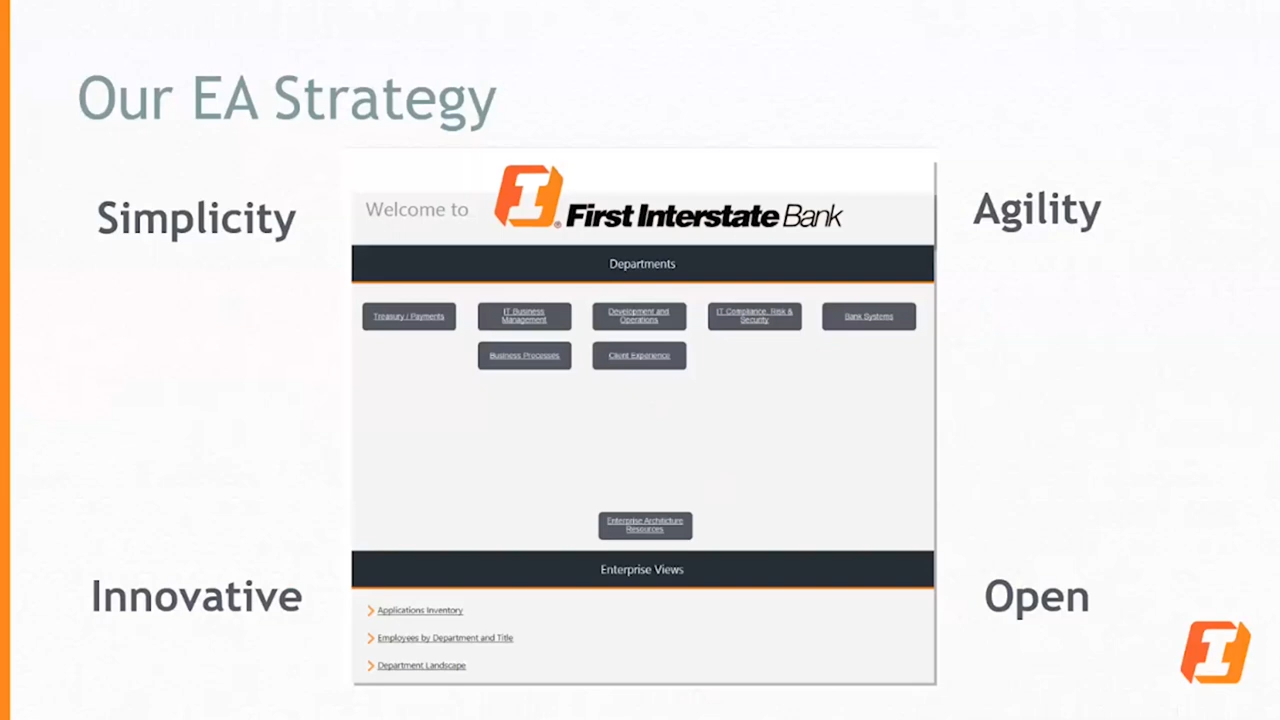 Our EA Strategy
Simplicity
Agility
Welcome to
First Interstate Bank
Departments
Treasury / Payments
IT Business
Management
Development and
Operations
IT Compliance, Risk &
Security
Bank Systems
Business Processes
Client Experience
Enterprise Architicture
Resources
Enterprise Views
Innovative
Open
Applications Inventory
Employees by Department and Title
Department Landscape